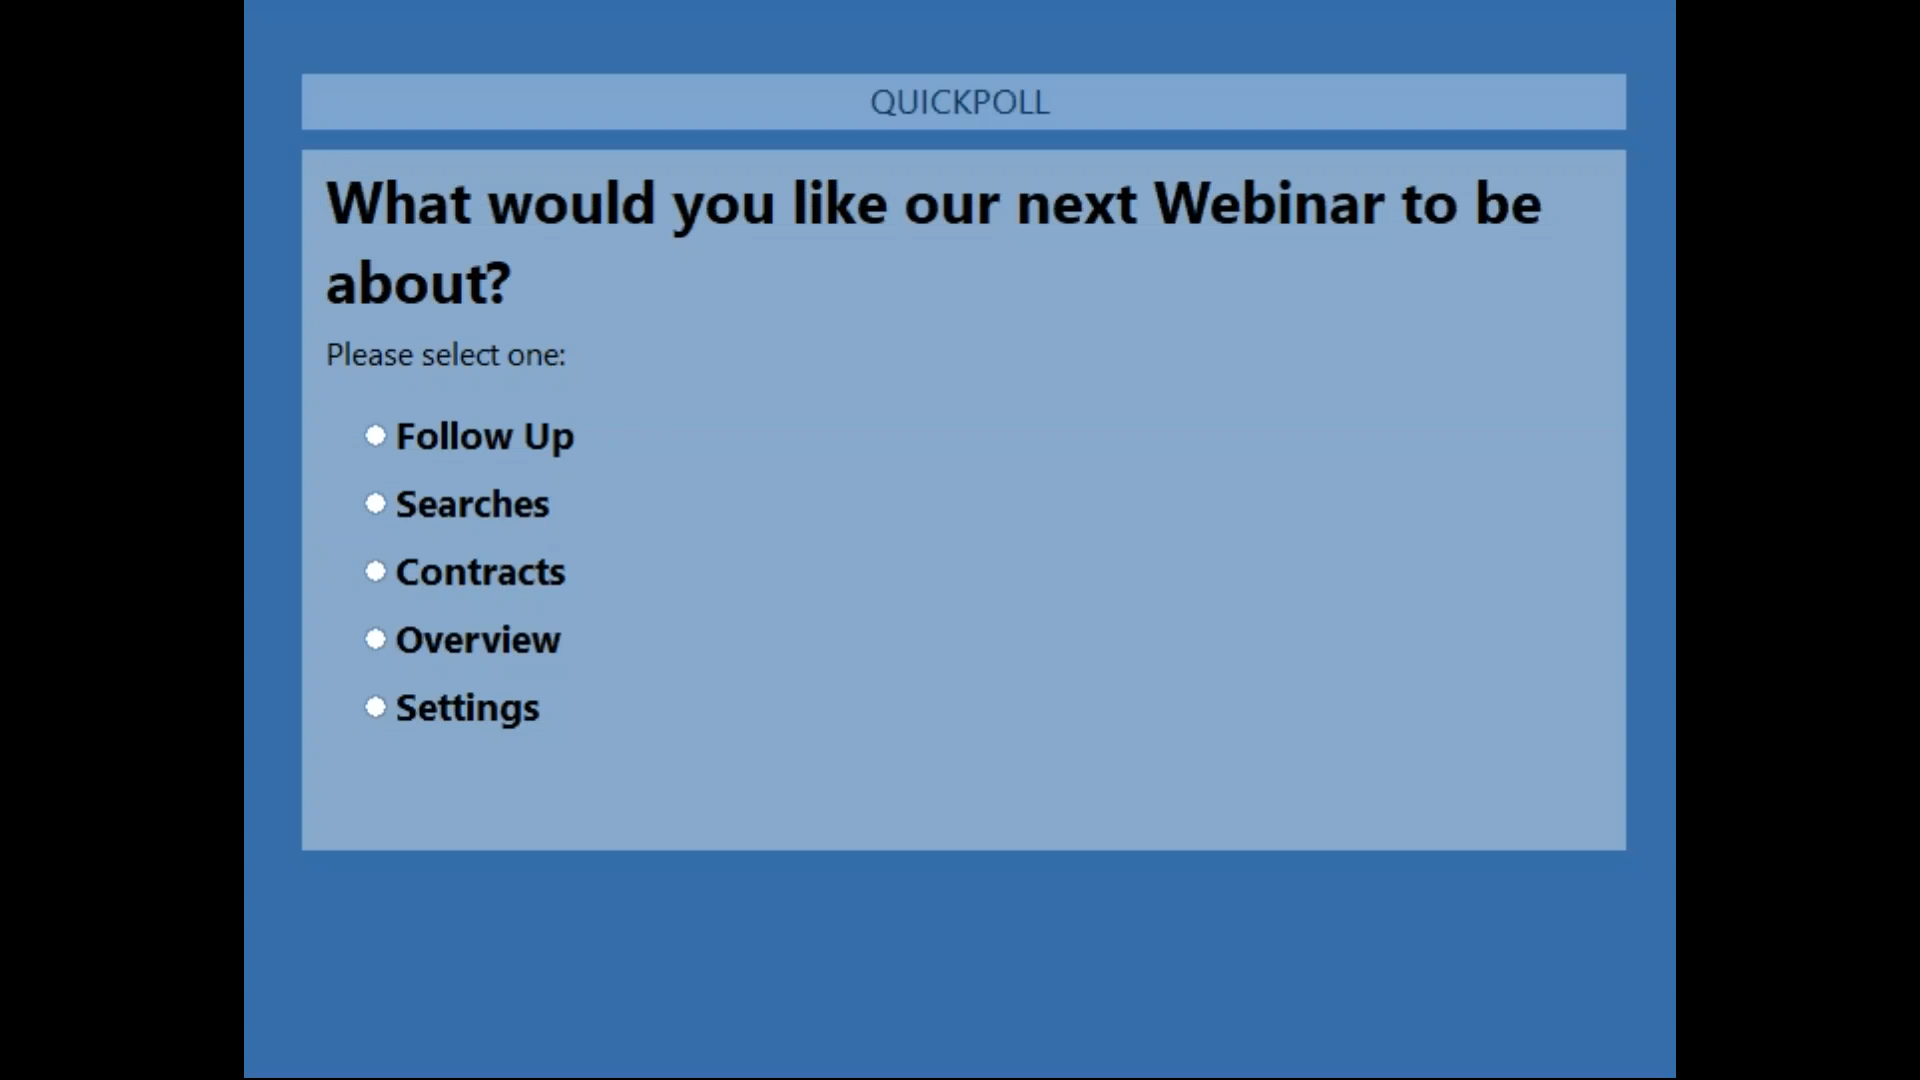 QUICKPOLL
What would you like our next Webinar to be
about?
Please select one:
Follow Up
Searches
Contracts
Overview
Settings